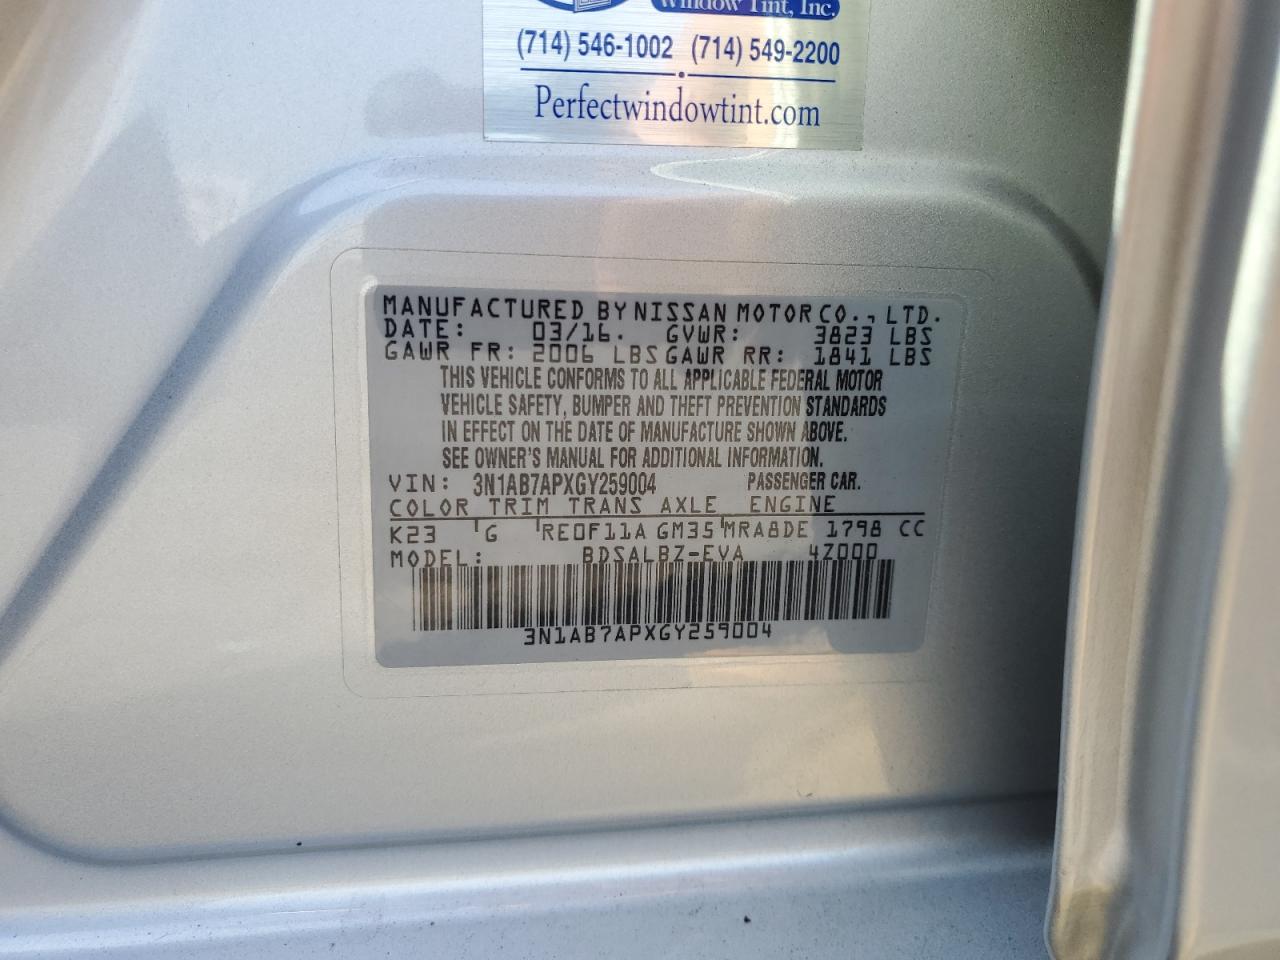 Window Tint, Inc.
(714) 546-1002 (714) 549-2200
Perfectwindowtint.com
MANUFACTURED BY NISSAN MOTOR CO., LTD.
DATE: 03/16. GVWR: 3823 LBS
GAWR FR: 2006 LBS GAWR RR: 1841 LBS
THIS VEHICLE CONFORMS TO ALL APPLICABLE FEDERAL MOTOR
VEHICLE SAFETY, BUMPER AND THEFT PREVENTION STANDARDS
IN EFFECT ON THE DATE OF MANUFACTURE SHOWN ABOVE.
SEE OWNER'S MANUAL FOR ADDITIONAL INFORMATION.
VIN: 3N1AB7APXGY259004 PASSENGER CAR.
COLOR TRIM TRANS AXLE ENGINE
K23 G RE0F11A GM35 MRA8DE 1798 CC
MODEL: BDSALBZ-EVA 4Z000
3N1AB7APXGY259004